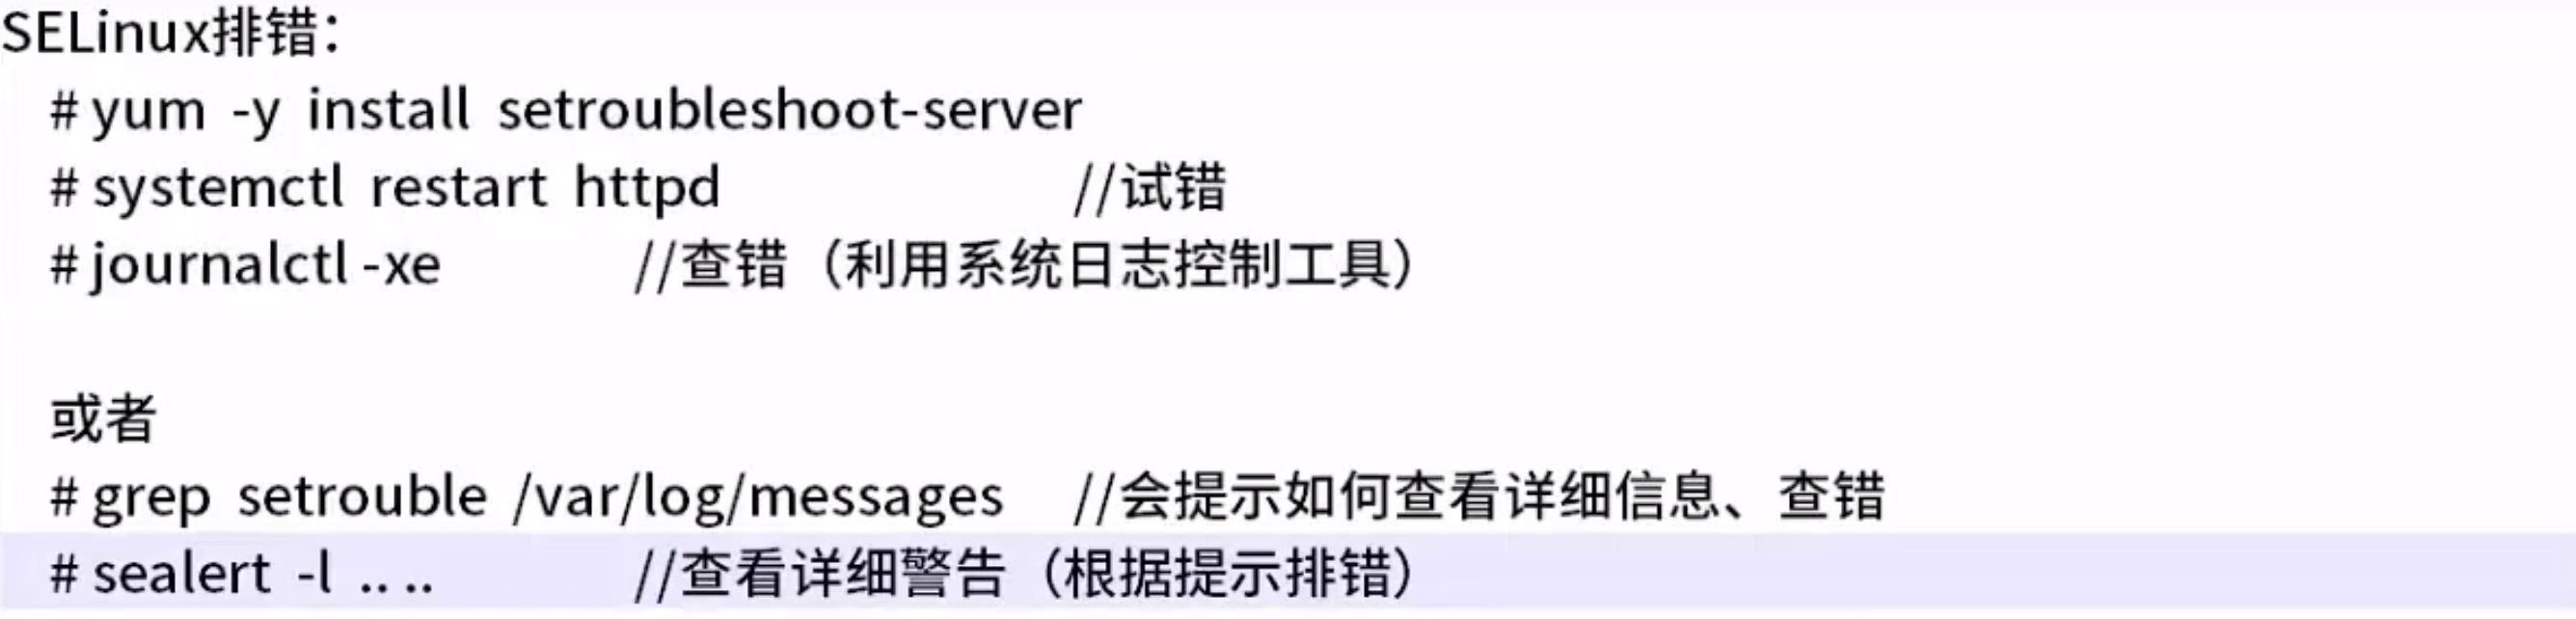 SELinux排错：
# yum -y install setroubleshoot-server
# systemctl restart httpd //试错
# journalctl -xe //查错（利用系统日志控制工具）
或者
# grep setrouble /var/log/messages //会提示如何查看详细信息、查错
# sealert -l .. .. //查看详细警告（根据提示排错）